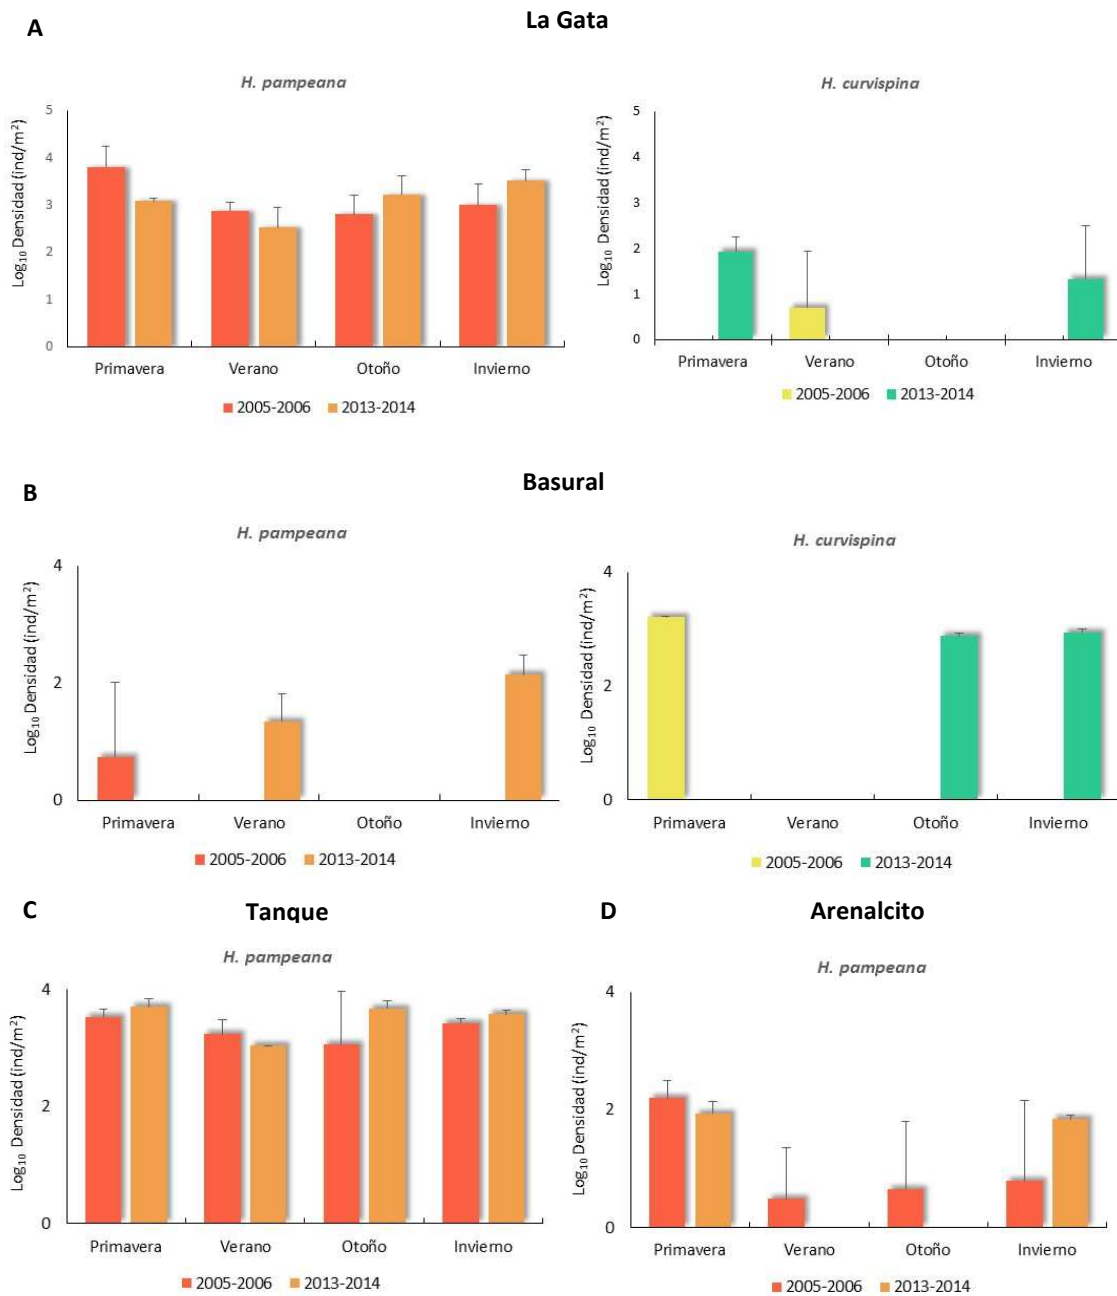 A
La Gata
H. pampeana
Log10 Densidad (ind/m²)
5
4
3
2
1
0
Primavera Verano Otoño Invierno
2005-2006 2013-2014
H. curvispina
Log10 Densidad (ind/m²)
5
4
3
2
1
0
Primavera Verano Otoño Invierno
2005-2006 2013-2014
B
Basural
H. pampeana
Log10 Densidad (ind/m²)
4
2
0
Primavera Verano Otoño Invierno
2005-2006 2013-2014
H. curvispina
Log10 Densidad (ind/m²)
4
2
0
Primavera Verano Otoño Invierno
2005-2006 2013-2014
C
Tanque
H. pampeana
Log10 Densidad (ind/m²)
4
2
0
Primavera Verano Otoño Invierno
2005-2006 2013-2014
D
Arenalcito
H. pampeana
Log10 Densidad (ind/m²)
4
2
0
Primavera Verano Otoño Invierno
2005-2006 2013-2014